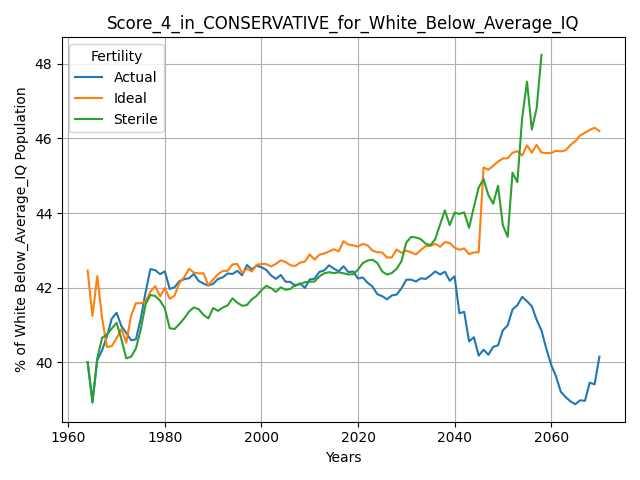 Score_4_in_CONSERVATIVE_for_White_Below_Average_IQ
% of White Below_Average_IQ Population
48
46
44
42
40
Fertility
Actual
Ideal
Sterile
1960 1980 2000 2020 2040 2060
Years